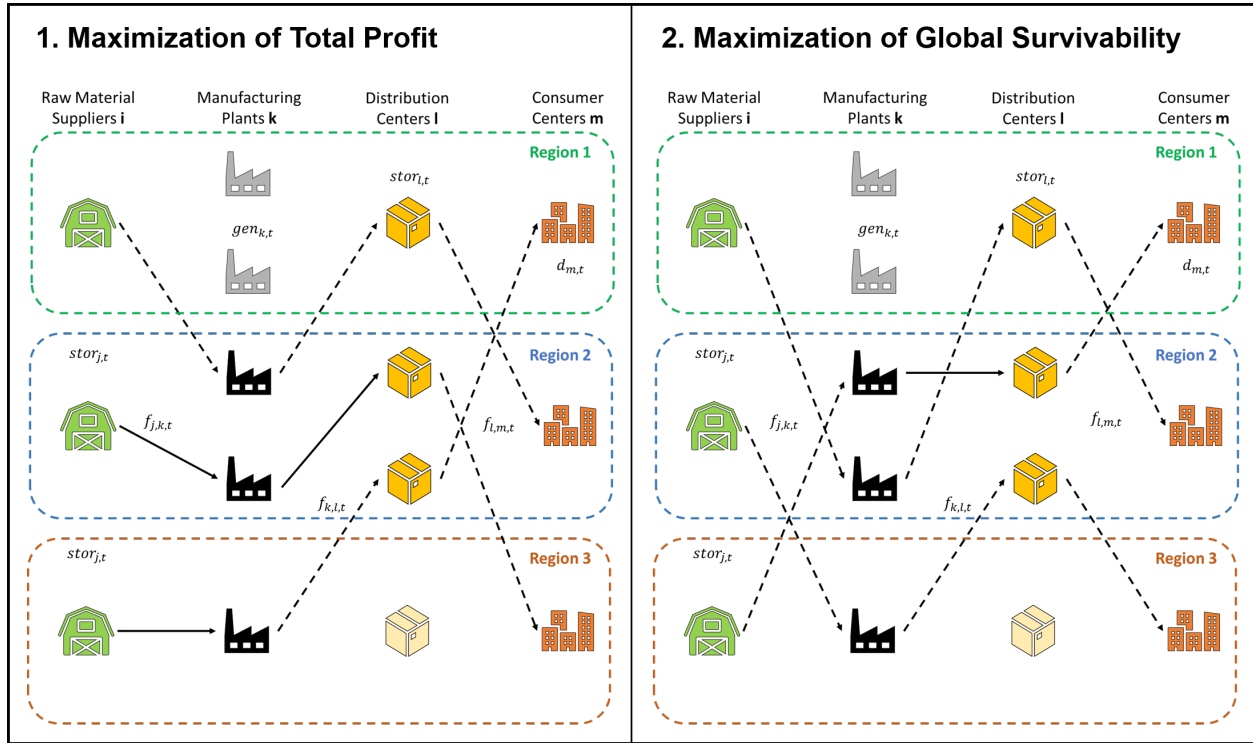 1. Maximization of Total Profit
Raw Material
Suppliers i
Manufacturing
Plants k
Distribution
Centers l
Consumer
Centers m
Region 1
stor_{l,t}
gen_{k,t}
d_{m,t}
Region 2
stor_{j,t}
f_{j,k,t}
f_{l,m,t}
f_{k,l,t}
Region 3
stor_{j,t}
2. Maximization of Global Survivability
Raw Material
Suppliers i
Manufacturing
Plants k
Distribution
Centers l
Consumer
Centers m
Region 1
stor_{l,t}
gen_{k,t}
d_{m,t}
Region 2
stor_{j,t}
f_{j,k,t}
f_{l,m,t}
f_{k,l,t}
Region 3
stor_{j,t}